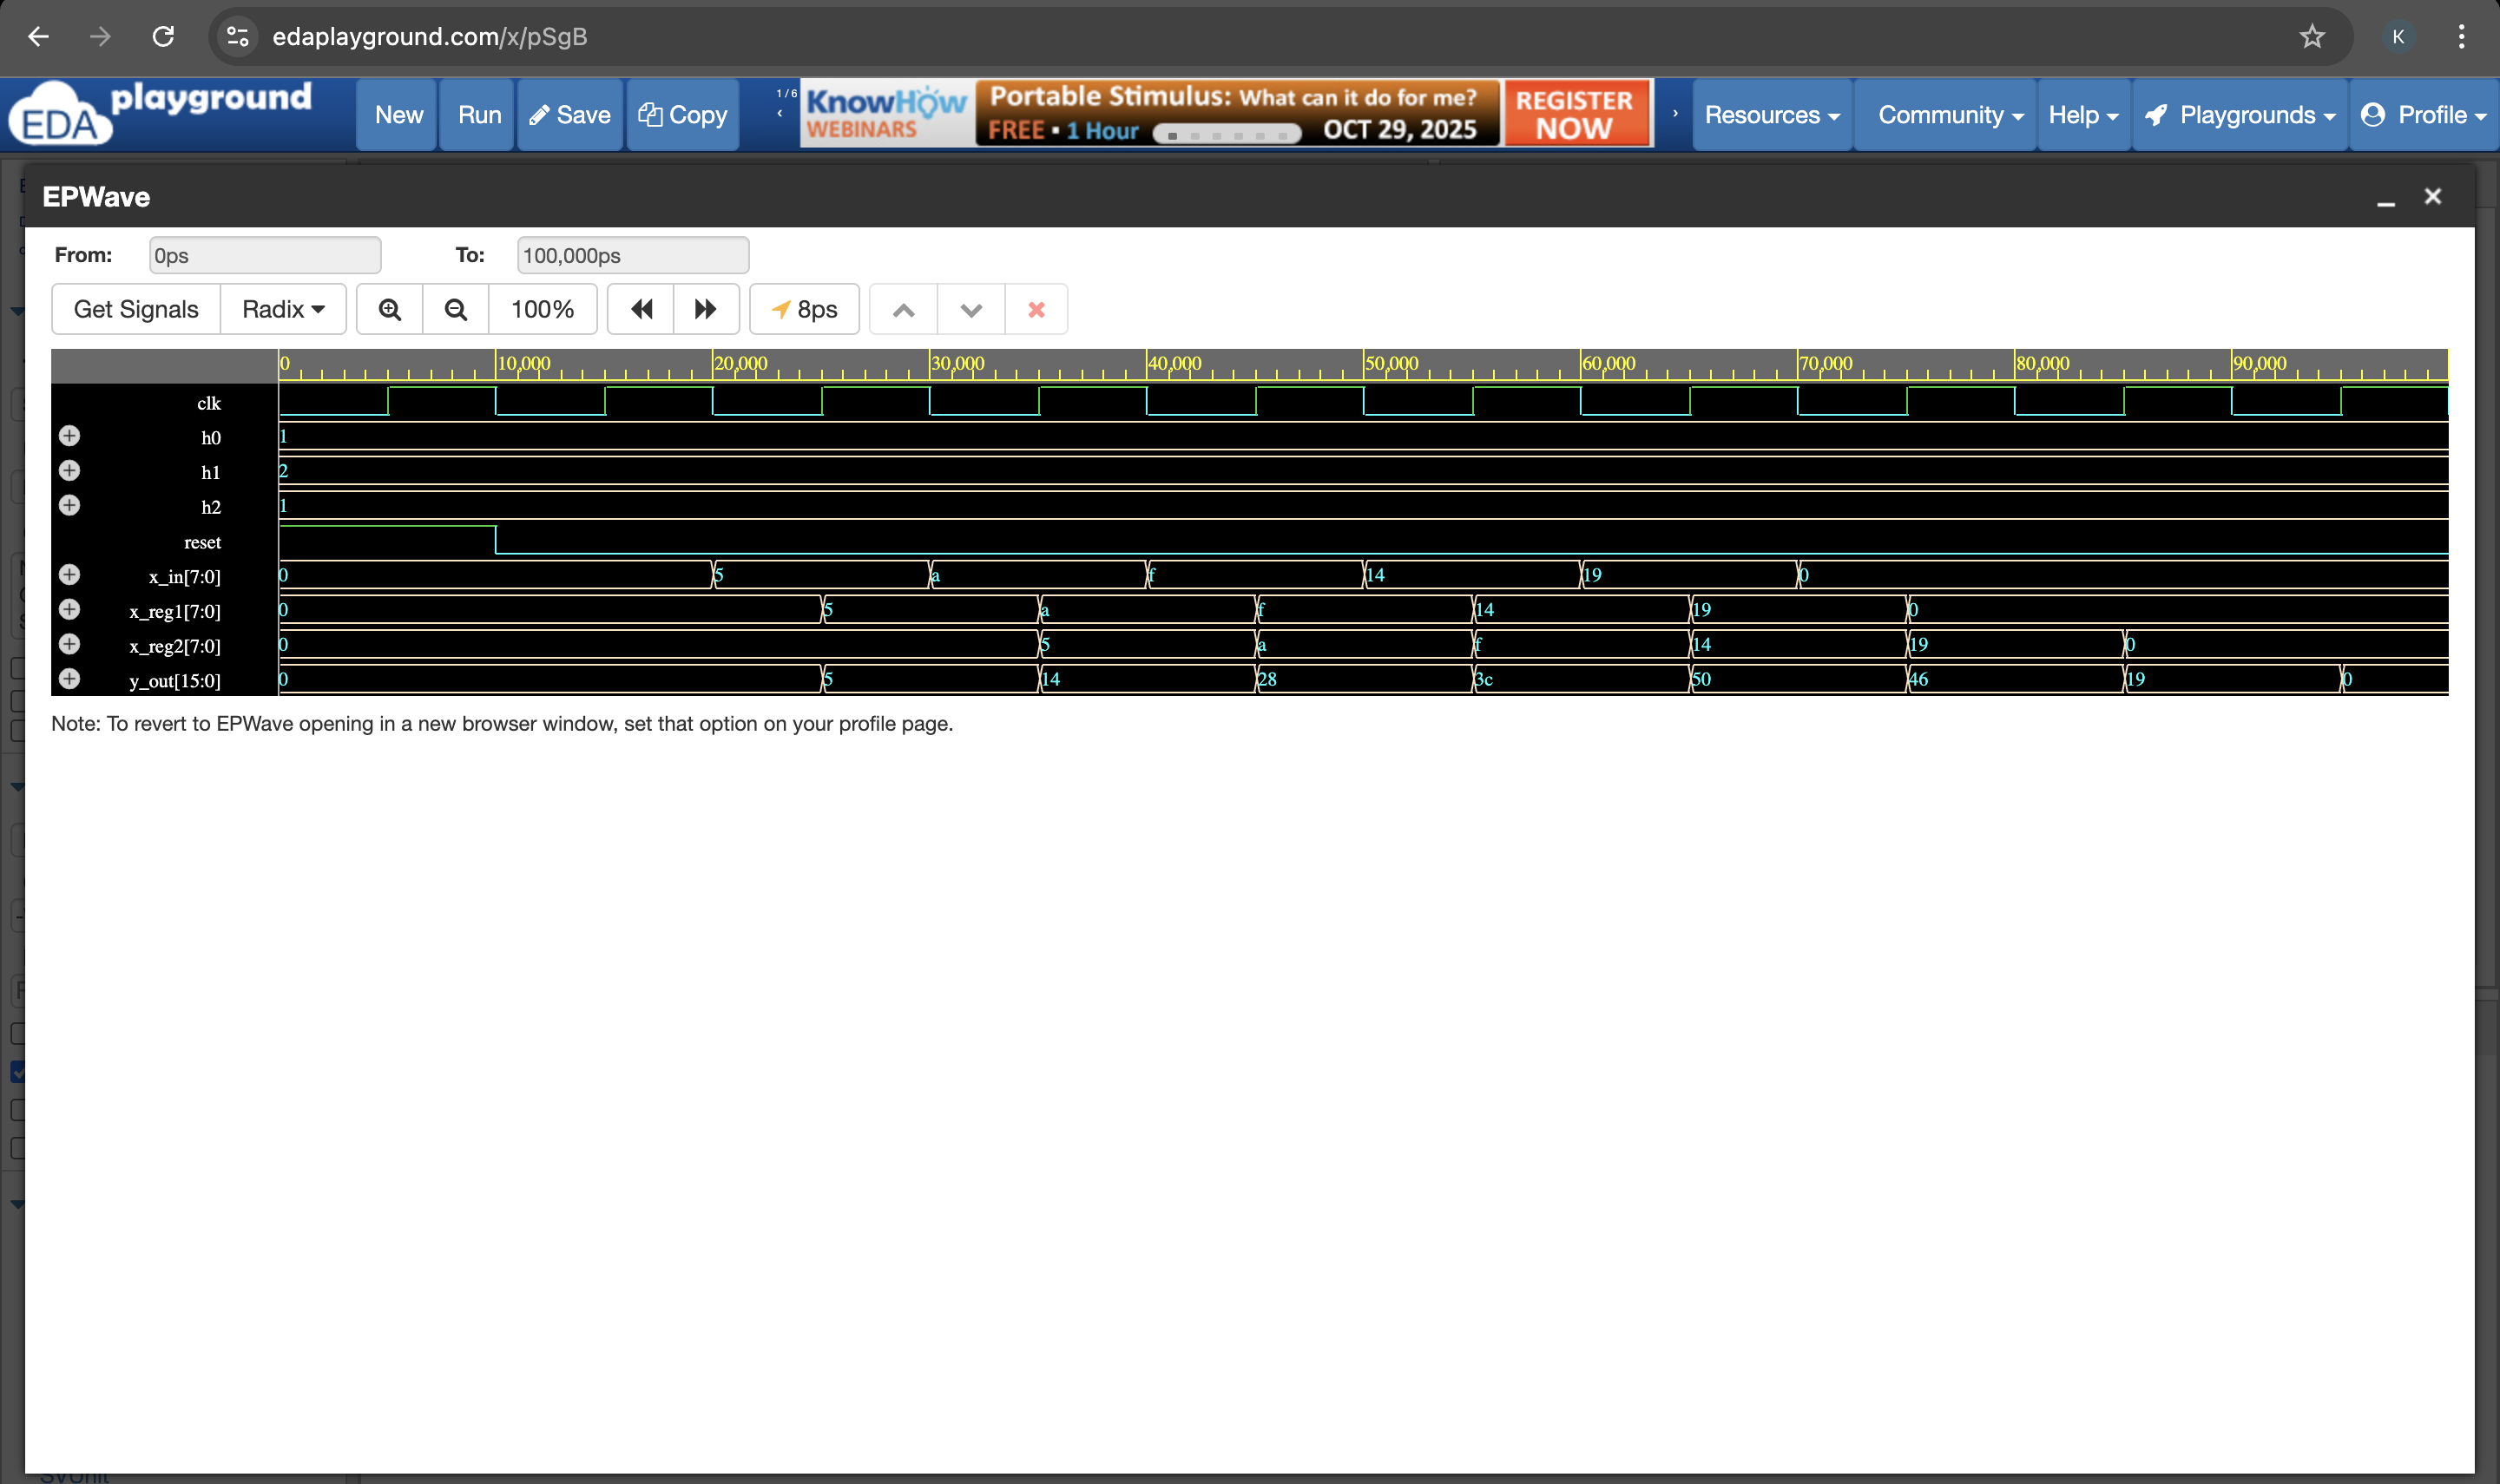 edaplayground.com/x/pSgB
K
EDA playground
New
Run
Save
Copy
1 / 6
KnowHow
WEBINARS
Portable Stimulus: What can it do for me?
FREE ▪ 1 Hour
OCT 29, 2025
REGISTER
NOW
Resources
Community
Help
Playgrounds
Profile
EPWave
From:
0ps
To:
100,000ps
Get Signals
Radix
100%
8ps
0 10,000 20,000 30,000 40,000 50,000 60,000 70,000 80,000 90,000
clk
h0 1
h1 2
h2 1
reset
x_in[7:0] 0 5 a f 14 19 0
x_reg1[7:0] 0 5 a f 14 19 0
x_reg2[7:0] 0 5 a f 14 19 0
y_out[15:0] 0 5 14 28 3c 50 46 19 0
Note: To revert to EPWave opening in a new browser window, set that option on your profile page.
SVUnit